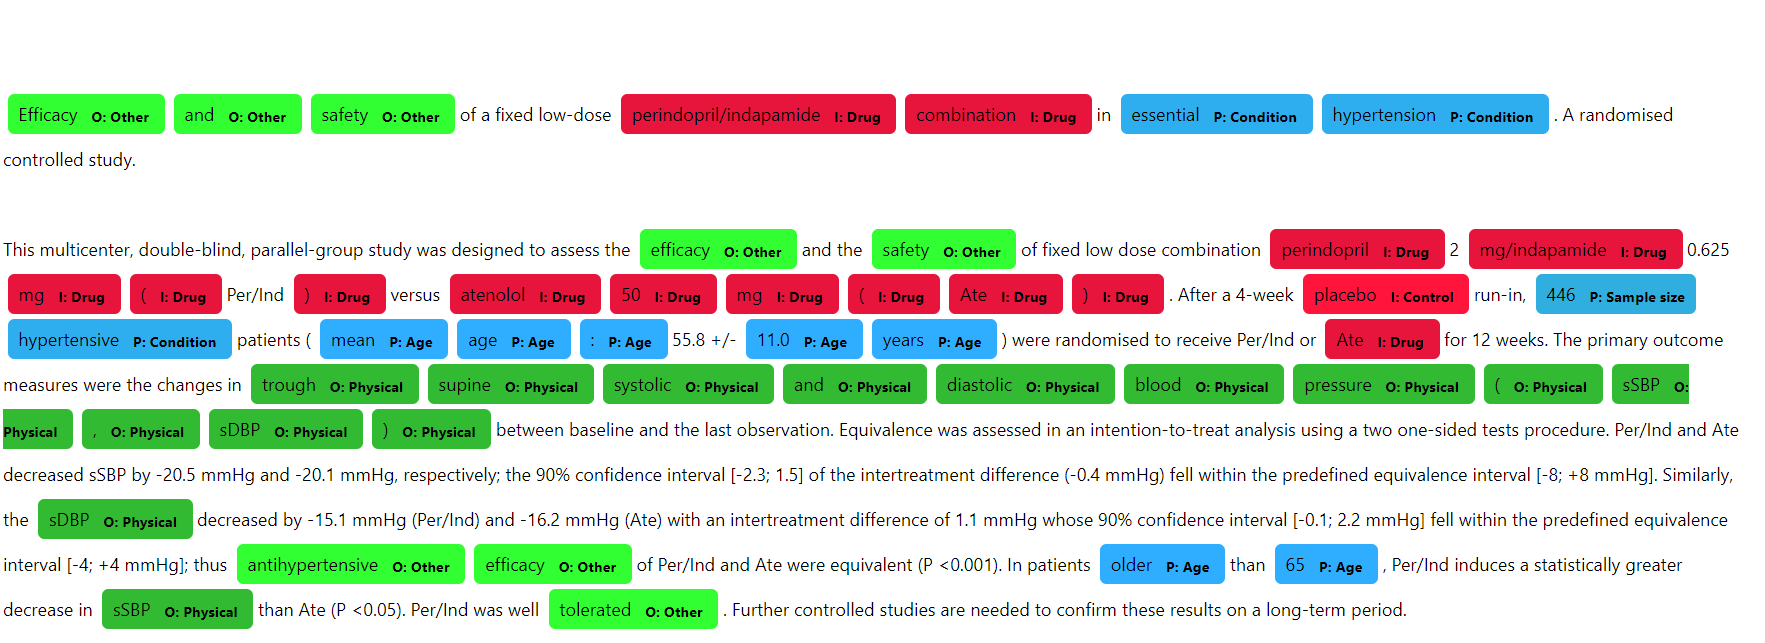 Efficacy O: Other and O: Other safety O: Other of a fixed low-dose perindopril/indapamide I: Drug combination I: Drug in essential P: Condition hypertension P: Condition . A randomised
controlled study.
This multicenter, double-blind, parallel-group study was designed to assess the efficacy O: Other and the safety O: Other of fixed low dose combination perindopril I: Drug 2 mg/indapamide I: Drug 0.625
mg I: Drug ( I: Drug Per/Ind ) I: Drug versus atenolol I: Drug 50 I: Drug mg I: Drug ( I: Drug Ate I: Drug ) I: Drug . After a 4-week placebo I: Control run-in, 446 P: Sample size
hypertensive P: Condition patients ( mean P: Age age P: Age : P: Age 55.8 +/- 11.0 P: Age years P: Age ) were randomised to receive Per/Ind or Ate I: Drug for 12 weeks. The primary outcome
measures were the changes in trough O: Physical supine O: Physical systolic O: Physical and O: Physical diastolic O: Physical blood O: Physical pressure O: Physical ( O: Physical sSBP O:
Physical , O: Physical sDBP O: Physical ) O: Physical between baseline and the last observation. Equivalence was assessed in an intention-to-treat analysis using a two one-sided tests procedure. Per/Ind and Ate
decreased sSBP by -20.5 mmHg and -20.1 mmHg, respectively; the 90% confidence interval [-2.3; 1.5] of the intertreatment difference (-0.4 mmHg) fell within the predefined equivalence interval [-8; +8 mmHg]. Similarly,
the sDBP O: Physical decreased by -15.1 mmHg (Per/Ind) and -16.2 mmHg (Ate) with an intertreatment difference of 1.1 mmHg whose 90% confidence interval [-0.1; 2.2 mmHg] fell within the predefined equivalence
interval [-4; +4 mmHg]; thus antihypertensive O: Other efficacy O: Other of Per/Ind and Ate were equivalent (P <0.001). In patients older P: Age than 65 P: Age , Per/Ind induces a statistically greater
decrease in sSBP O: Physical than Ate (P <0.05). Per/Ind was well tolerated O: Other . Further controlled studies are needed to confirm these results on a long-term period.